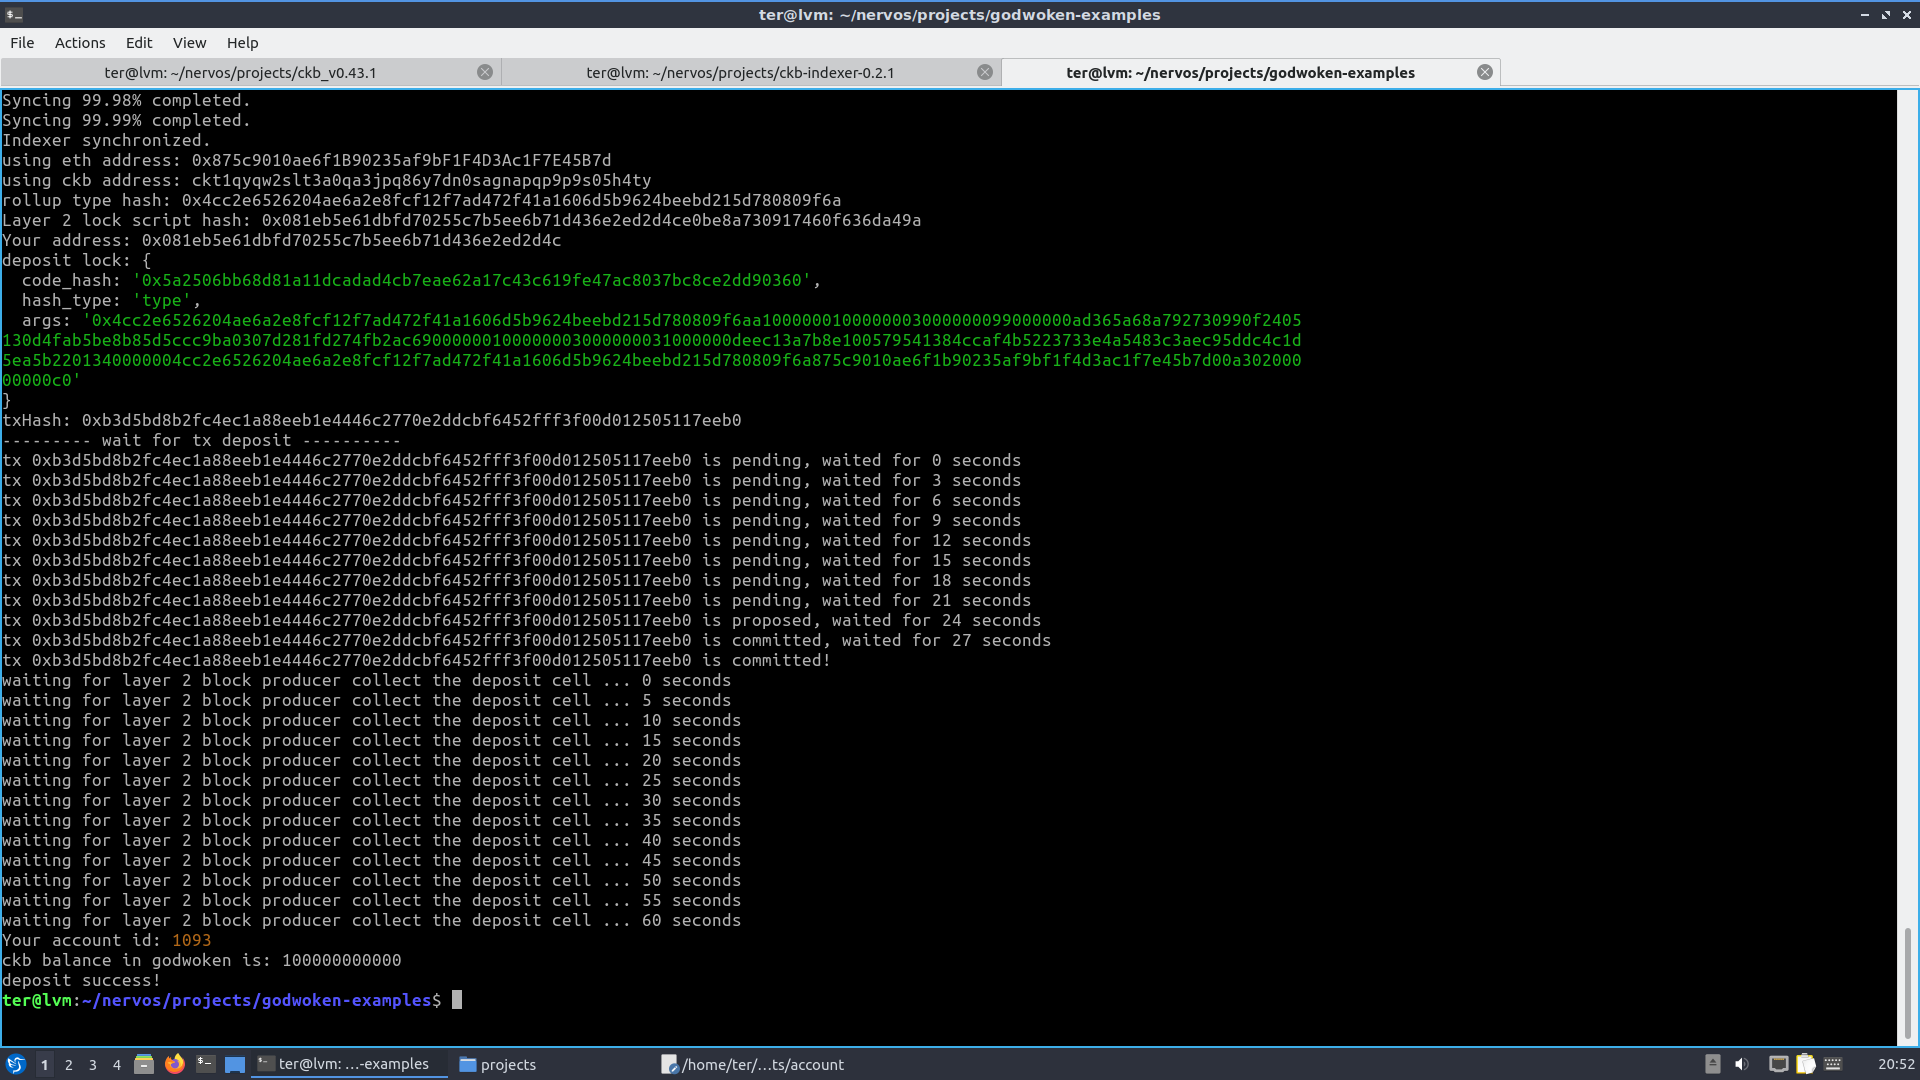 ter@lvm: ~/nervos/projects/godwoken-examples
File Actions Edit View Help
ter@lvm: ~/nervos/projects/ckb_v0.43.1
ter@lvm: ~/nervos/projects/ckb-indexer-0.2.1
ter@lvm: ~/nervos/projects/godwoken-examples
Syncing 99.98% completed.
Syncing 99.99% completed.
Indexer synchronized.
using eth address: 0x875c9010ae6f1B90235af9bF1F4D3Ac1F7E45B7d
using ckb address: ckt1qyqw2slt3a0qa3jpq86y7dn0sagnapqp9p9s05h4ty
rollup type hash: 0x4cc2e6526204ae6a2e8fcf12f7ad472f41a1606d5b9624beebd215d780809f6a
Layer 2 lock script hash: 0x081eb5e61dbfd70255c7b5ee6b71d436e2ed2d4ce0be8a730917460f636da49a
Your address: 0x081eb5e61dbfd70255c7b5ee6b71d436e2ed2d4c
deposit lock: {
  code_hash: '0x5a2506bb68d81a11dcadad4cb7eae62a17c43c619fe47ac8037bc8ce2dd90360',
  hash_type: 'type',
  args: '0x4cc2e6526204ae6a2e8fcf12f7ad472f41a1606d5b9624beebd215d780809f6aa10000001000000030000000099000000ad365a68a792730990f2405
130d4fab5be8b85d5ccc9ba0307d281fd274fb2ac69000000010000000300000031000000deec13a7b8e100579541384ccaf4b5223733e4a5483c3aec95ddc4c1d
5ea5b2201340000004cc2e6526204ae6a2e8fcf12f7ad472f41a1606d5b9624beebd215d780809f6a875c9010ae6f1b90235af9bf1f4d3ac1f7e45b7d00a302000
00000c0'
}
txHash: 0xb3d5bd8b2fc4ec1a88eeb1e4446c2770e2ddcbf6452fff3f00d012505117eeb0
--------- wait for tx deposit ----------
tx 0xb3d5bd8b2fc4ec1a88eeb1e4446c2770e2ddcbf6452fff3f00d012505117eeb0 is pending, waited for 0 seconds
tx 0xb3d5bd8b2fc4ec1a88eeb1e4446c2770e2ddcbf6452fff3f00d012505117eeb0 is pending, waited for 3 seconds
tx 0xb3d5bd8b2fc4ec1a88eeb1e4446c2770e2ddcbf6452fff3f00d012505117eeb0 is pending, waited for 6 seconds
tx 0xb3d5bd8b2fc4ec1a88eeb1e4446c2770e2ddcbf6452fff3f00d012505117eeb0 is pending, waited for 9 seconds
tx 0xb3d5bd8b2fc4ec1a88eeb1e4446c2770e2ddcbf6452fff3f00d012505117eeb0 is pending, waited for 12 seconds
tx 0xb3d5bd8b2fc4ec1a88eeb1e4446c2770e2ddcbf6452fff3f00d012505117eeb0 is pending, waited for 15 seconds
tx 0xb3d5bd8b2fc4ec1a88eeb1e4446c2770e2ddcbf6452fff3f00d012505117eeb0 is pending, waited for 18 seconds
tx 0xb3d5bd8b2fc4ec1a88eeb1e4446c2770e2ddcbf6452fff3f00d012505117eeb0 is pending, waited for 21 seconds
tx 0xb3d5bd8b2fc4ec1a88eeb1e4446c2770e2ddcbf6452fff3f00d012505117eeb0 is proposed, waited for 24 seconds
tx 0xb3d5bd8b2fc4ec1a88eeb1e4446c2770e2ddcbf6452fff3f00d012505117eeb0 is committed, waited for 27 seconds
tx 0xb3d5bd8b2fc4ec1a88eeb1e4446c2770e2ddcbf6452fff3f00d012505117eeb0 is committed!
waiting for layer 2 block producer collect the deposit cell ... 0 seconds
waiting for layer 2 block producer collect the deposit cell ... 5 seconds
waiting for layer 2 block producer collect the deposit cell ... 10 seconds
waiting for layer 2 block producer collect the deposit cell ... 15 seconds
waiting for layer 2 block producer collect the deposit cell ... 20 seconds
waiting for layer 2 block producer collect the deposit cell ... 25 seconds
waiting for layer 2 block producer collect the deposit cell ... 30 seconds
waiting for layer 2 block producer collect the deposit cell ... 35 seconds
waiting for layer 2 block producer collect the deposit cell ... 40 seconds
waiting for layer 2 block producer collect the deposit cell ... 45 seconds
waiting for layer 2 block producer collect the deposit cell ... 50 seconds
waiting for layer 2 block producer collect the deposit cell ... 55 seconds
waiting for layer 2 block producer collect the deposit cell ... 60 seconds
Your account id: 1093
ckb balance in godwoken is: 100000000000
deposit success!
ter@lvm:~/nervos/projects/godwoken-examples$
1 2 3 4 ter@lvm: ...-examples projects /home/ter/...ts/account 20:52